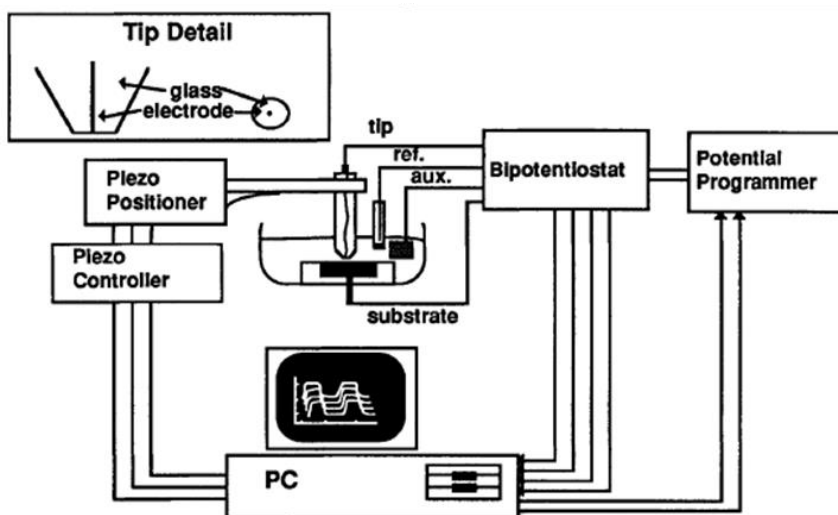 Tip Detail
glass
electrode
tip
ref.
aux.
Bipotentiostat
Potential
Programmer
Piezo
Positioner
Piezo
Controller
substrate
PC